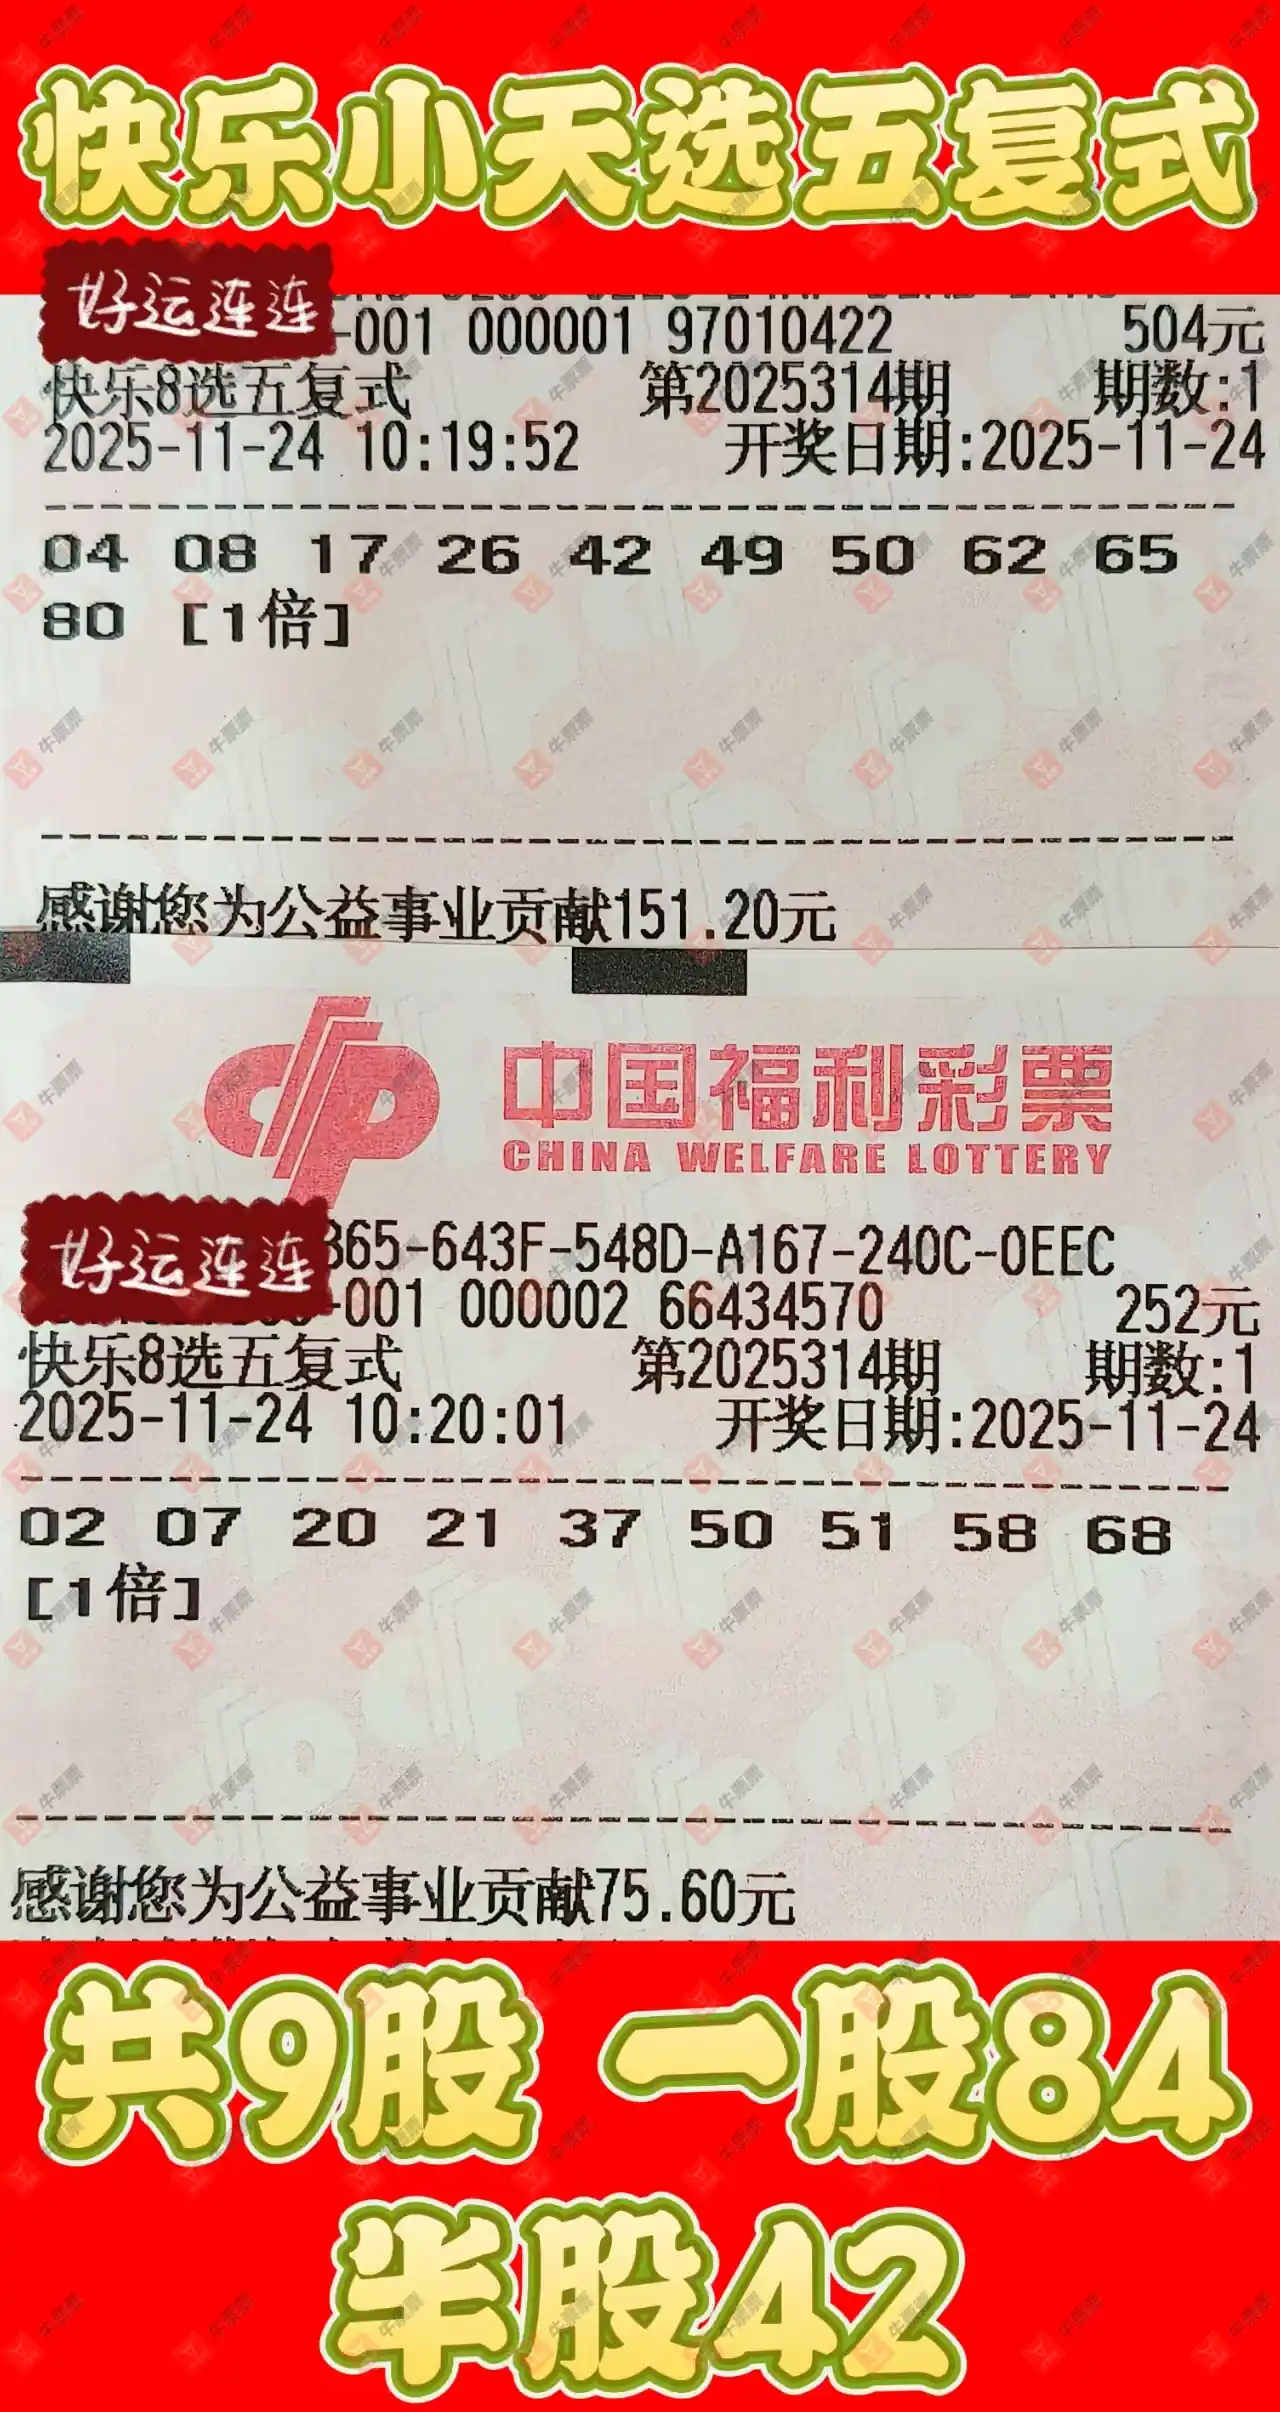 快乐小天选五复式
好运连连
-001 000001 97010422 504元
快乐8选五复式 第2025314期 期数:1
2025-11-24 10:19:52 开奖日期:2025-11-24
04 08 17 26 42 49 50 62 65
80 [1倍]
感谢您为公益事业贡献151.20元
中国福利彩票
CHINA WELFARE LOTTERY
好运连连
365-643F-548D-A167-240C-0EEC
-001 000002 66434570 252元
快乐8选五复式 第2025314期 期数:1
2025-11-24 10:20:01 开奖日期:2025-11-24
02 07 20 21 37 50 51 58 68
[1倍]
感谢您为公益事业贡献75.60元
共9股 一股84
半股42
牛票票